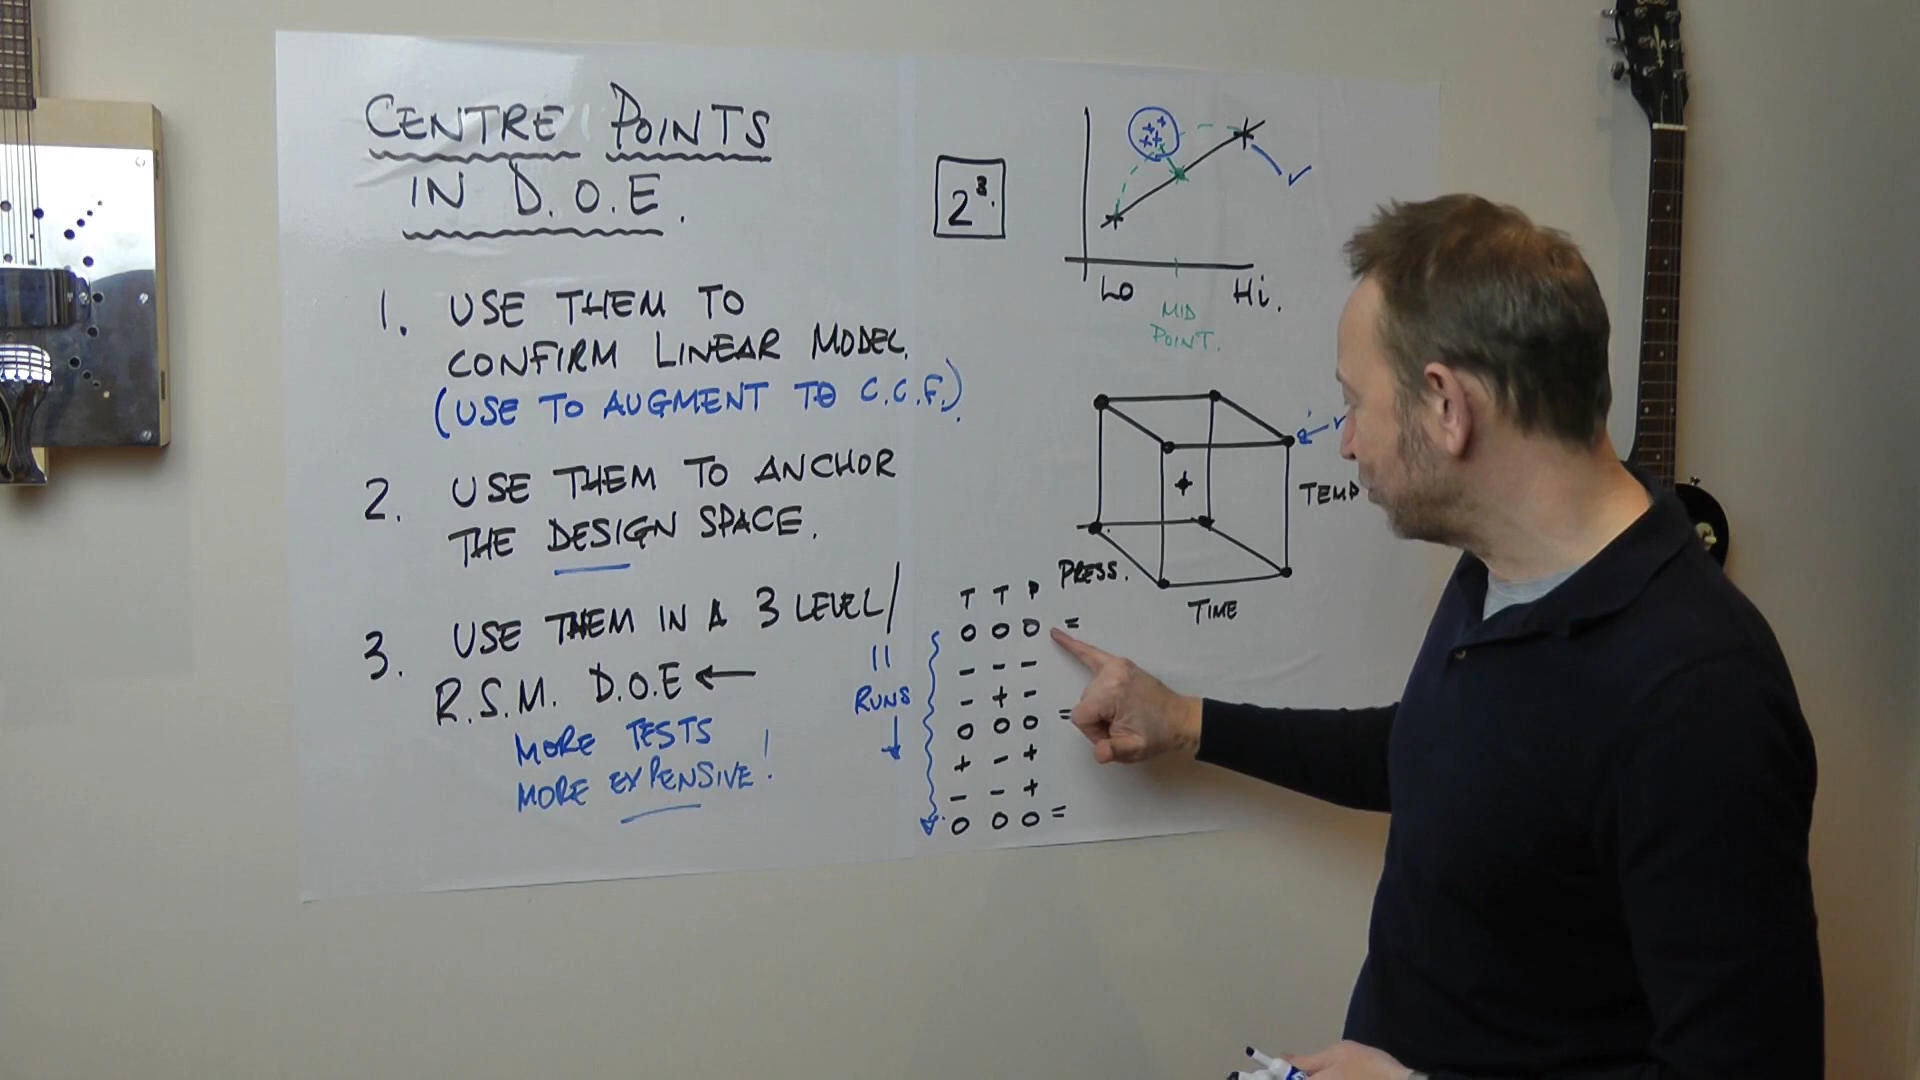 CENTRE POINTS
IN D.O.E.
1. USE THEM TO
CONFIRM LINEAR MODEL.
(USE TO AUGMENT TO C.C.F.).
2. USE THEM TO ANCHOR
THE DESIGN SPACE.
3. USE THEM IN A 3 LEVEL/
R.S.M. D.O.E ←
MORE TESTS
MORE EXPENSIVE!
2³.
LO Hi.
MID
POINT.
TEMP
PRESS.
TIME
11
RUNS
↓
T T P
0 0 0 =
- - -
- + -
0 0 0 =
+ - +
- - +
0 0 0 =